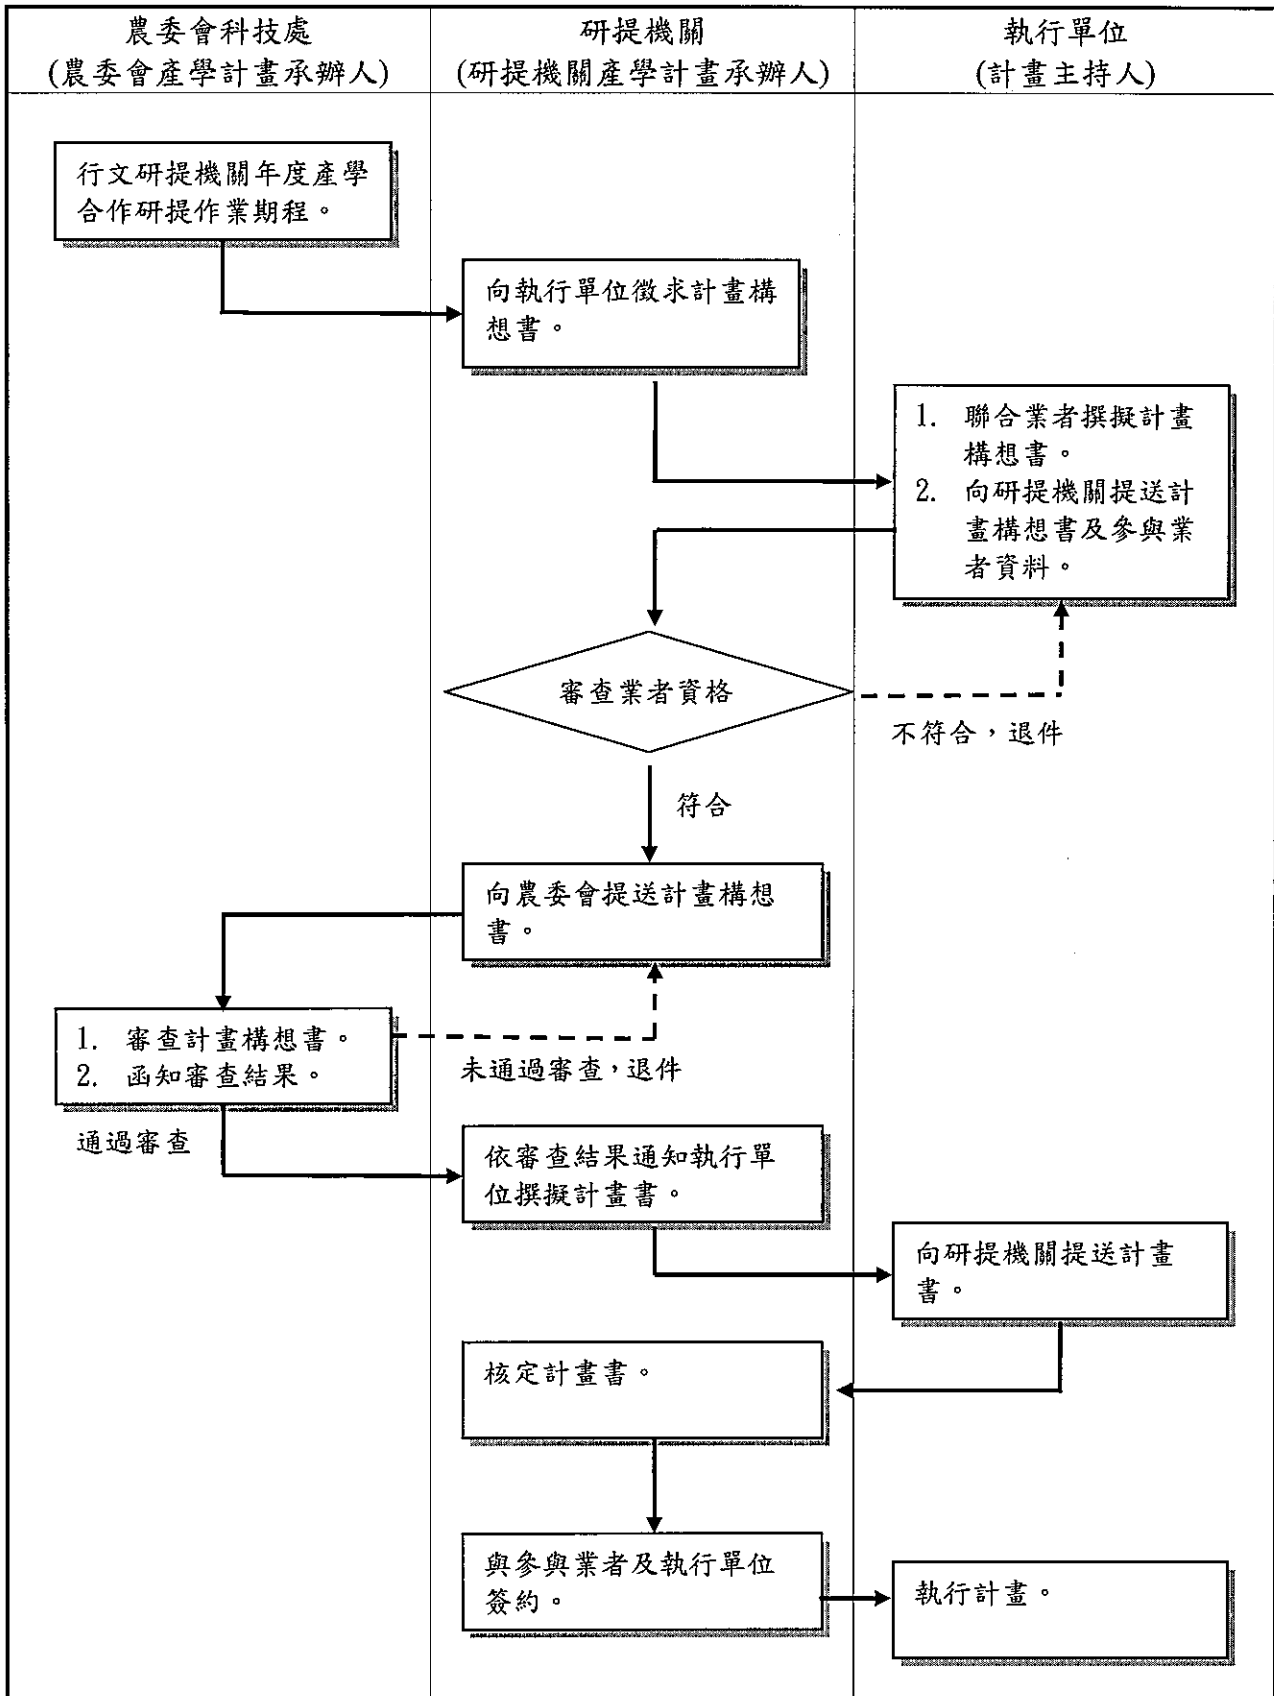 農委會科技處
(農委會產學計畫承辦人)
研提機關
(研提機關產學計畫承辦人)
執行單位
(計畫主持人)
行文研提機關年度產學
合作研提作業期程。
向執行單位徵求計畫構
想書。
1. 聯合業者撰擬計畫
構想書。
2. 向研提機關提送計
畫構想書及參與業
者資料。
審查業者資格
不符合，退件
符合
向農委會提送計畫構想
書。
1. 審查計畫構想書。
2. 函知審查結果。
未通過審查，退件
通過審查
依審查結果通知執行單
位撰擬計畫書。
向研提機關提送計畫
書。
核定計畫書。
與參與業者及執行單位
簽約。
執行計畫。